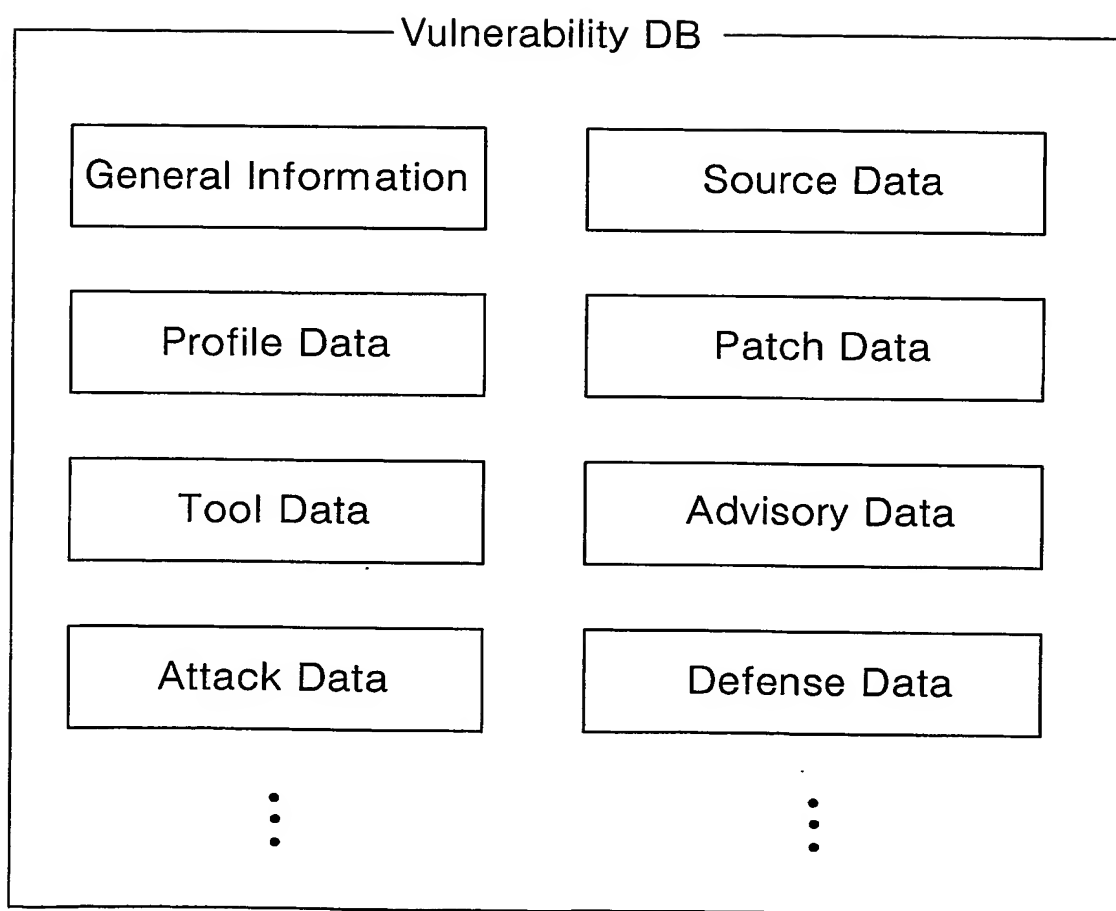 Vulnerability DB
General Information
Source Data
Profile Data
Patch Data
Tool Data
Advisory Data
Attack Data
Defense Data